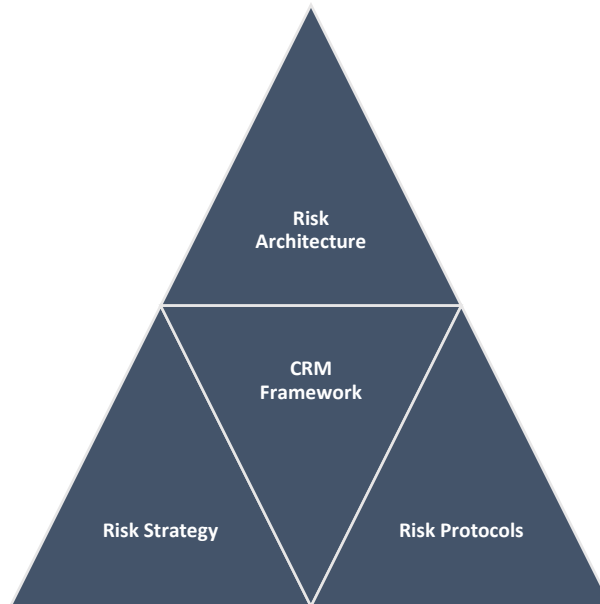 Risk
Architecture
CRM
Framework
Risk Strategy
Risk Protocols